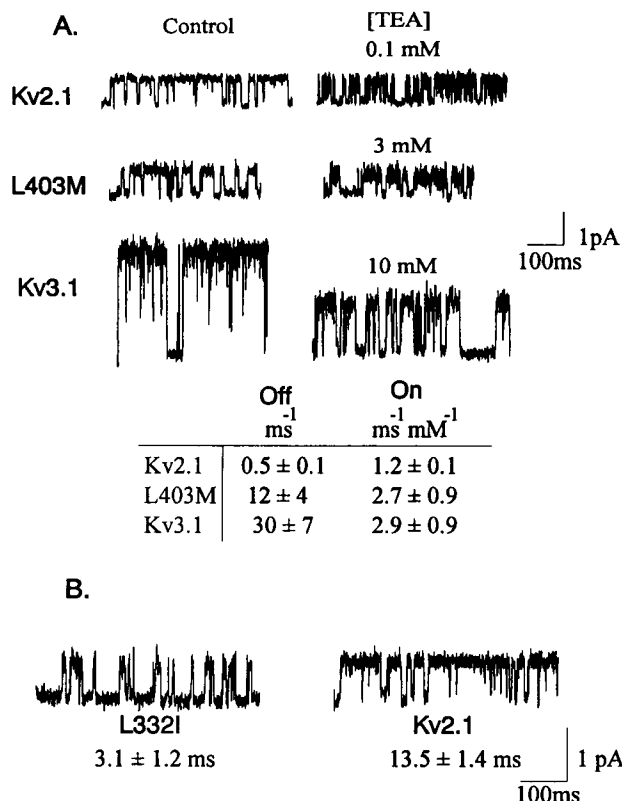 A.
Control
[TEA]
0.1 mM
Kv2.1
3 mM
L403M
1pA
100ms
10 mM
Kv3.1
Off On
ms⁻¹ ms⁻¹ mM⁻¹
Kv2.1 0.5 ± 0.1 1.2 ± 0.1
L403M 12 ± 4 2.7 ± 0.9
Kv3.1 30 ± 7 2.9 ± 0.9
B.
L332I Kv2.1
3.1 ± 1.2 ms 13.5 ± 1.4 ms
1 pA
100ms